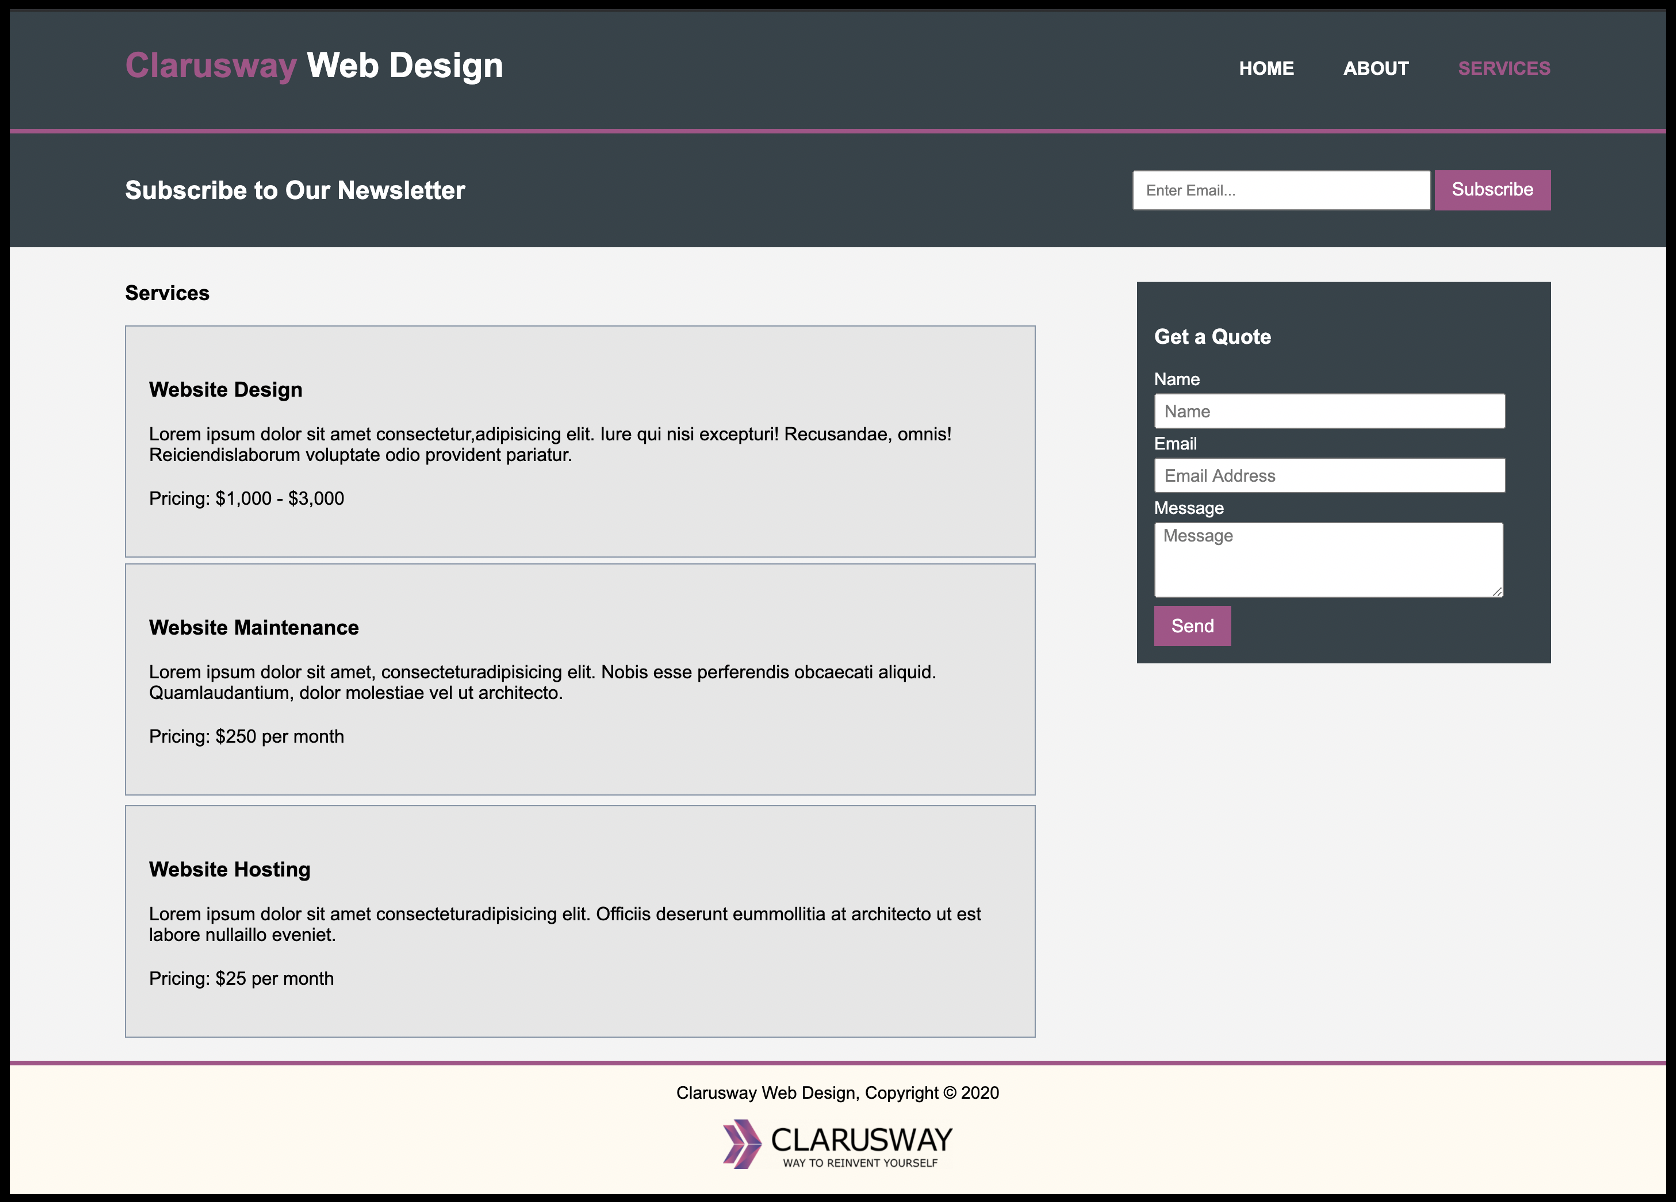 Clarusway Web Design
HOME ABOUT SERVICES
Subscribe to Our Newsletter
Enter Email... Subscribe
Services
Website Design
Lorem ipsum dolor sit amet consectetur,adipisicing elit. Iure qui nisi excepturi! Recusandae, omnis!
Reiciendislaborum voluptate odio provident pariatur.
Pricing: $1,000 - $3,000
Website Maintenance
Lorem ipsum dolor sit amet, consecteturadipisicing elit. Nobis esse perferendis obcaecati aliquid.
Quamlaudantium, dolor molestiae vel ut architecto.
Pricing: $250 per month
Website Hosting
Lorem ipsum dolor sit amet consecteturadipisicing elit. Officiis deserunt eummollitia at architecto ut est
labore nullaillo eveniet.
Pricing: $25 per month
Get a Quote
Name
Name
Email
Email Address
Message
Message
Send
Clarusway Web Design, Copyright © 2020
CLARUSWAY
WAY TO REINVENT YOURSELF